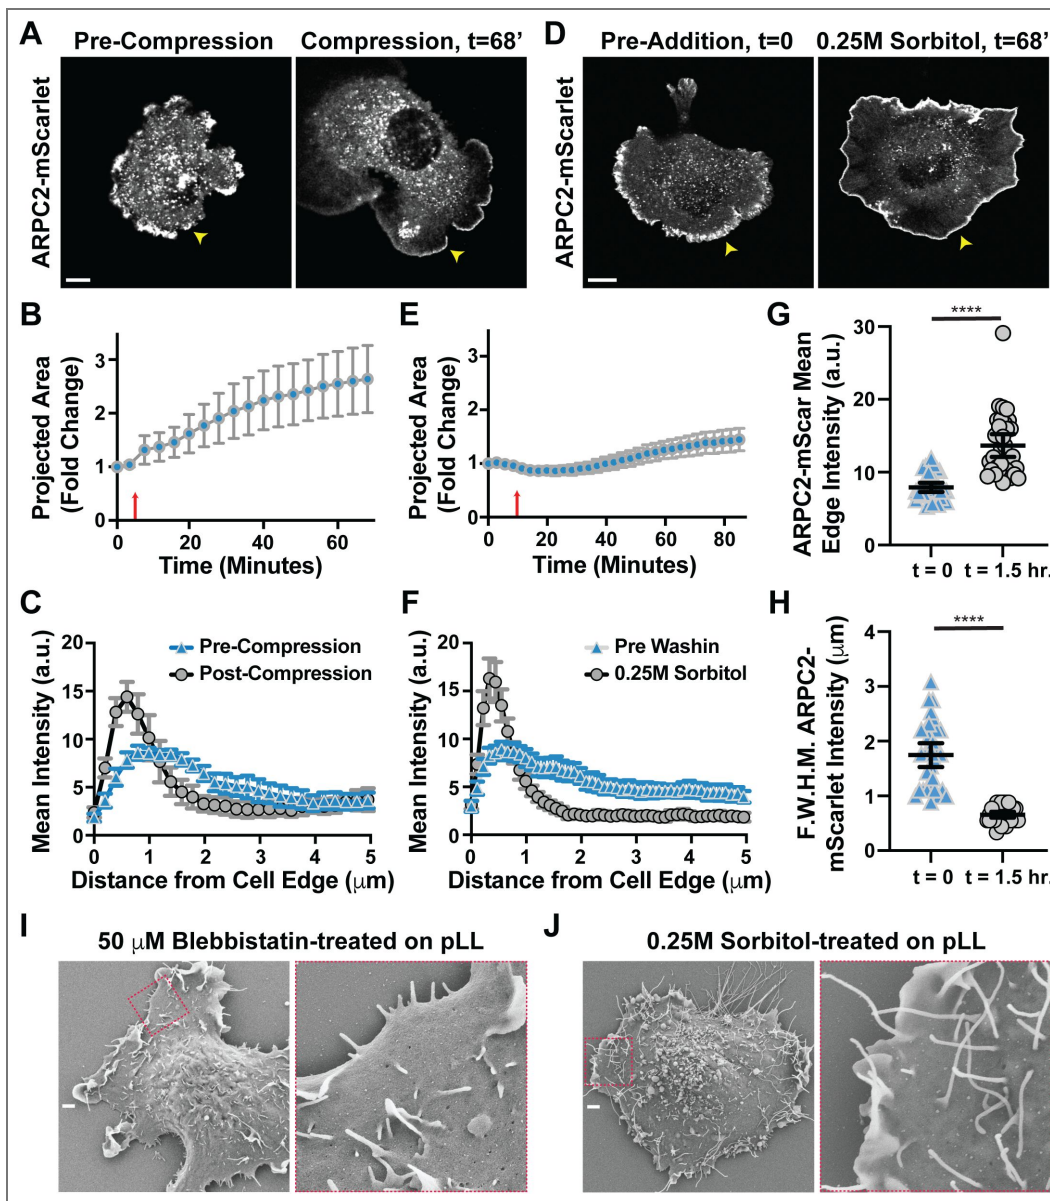 A
Pre-Compression
Compression, t=68'
ARPC2-mScarlet
D
Pre-Addition, t=0
0.25M Sorbitol, t=68'
ARPC2-mScarlet
B
Projected Area
(Fold Change)
3
2
1
0
0 20 40 60
Time (Minutes)
E
Projected Area
(Fold Change)
3
2
1
0
0 20 40 60 80
Time (Minutes)
G
****
ARPC2-mScar Mean
Edge Intensity (a.u.)
30
20
10
0
t = 0 t = 1.5 hr.
C
Mean Intensity (a.u.)
20
15
10
5
0
Pre-Compression
Post-Compression
0 1 2 3 4 5
Distance from Cell Edge (μm)
F
Mean Intensity (a.u.)
20
15
10
5
0
Pre Washin
0.25M Sorbitol
0 1 2 3 4 5
Distance from Cell Edge (μm)
H
****
F.W.H.M. ARPC2-
mScarlet Intensity (μm)
4
3
2
1
0
t = 0 t = 1.5 hr.
I
50 μM Blebbistatin-treated on pLL
J
0.25M Sorbitol-treated on pLL